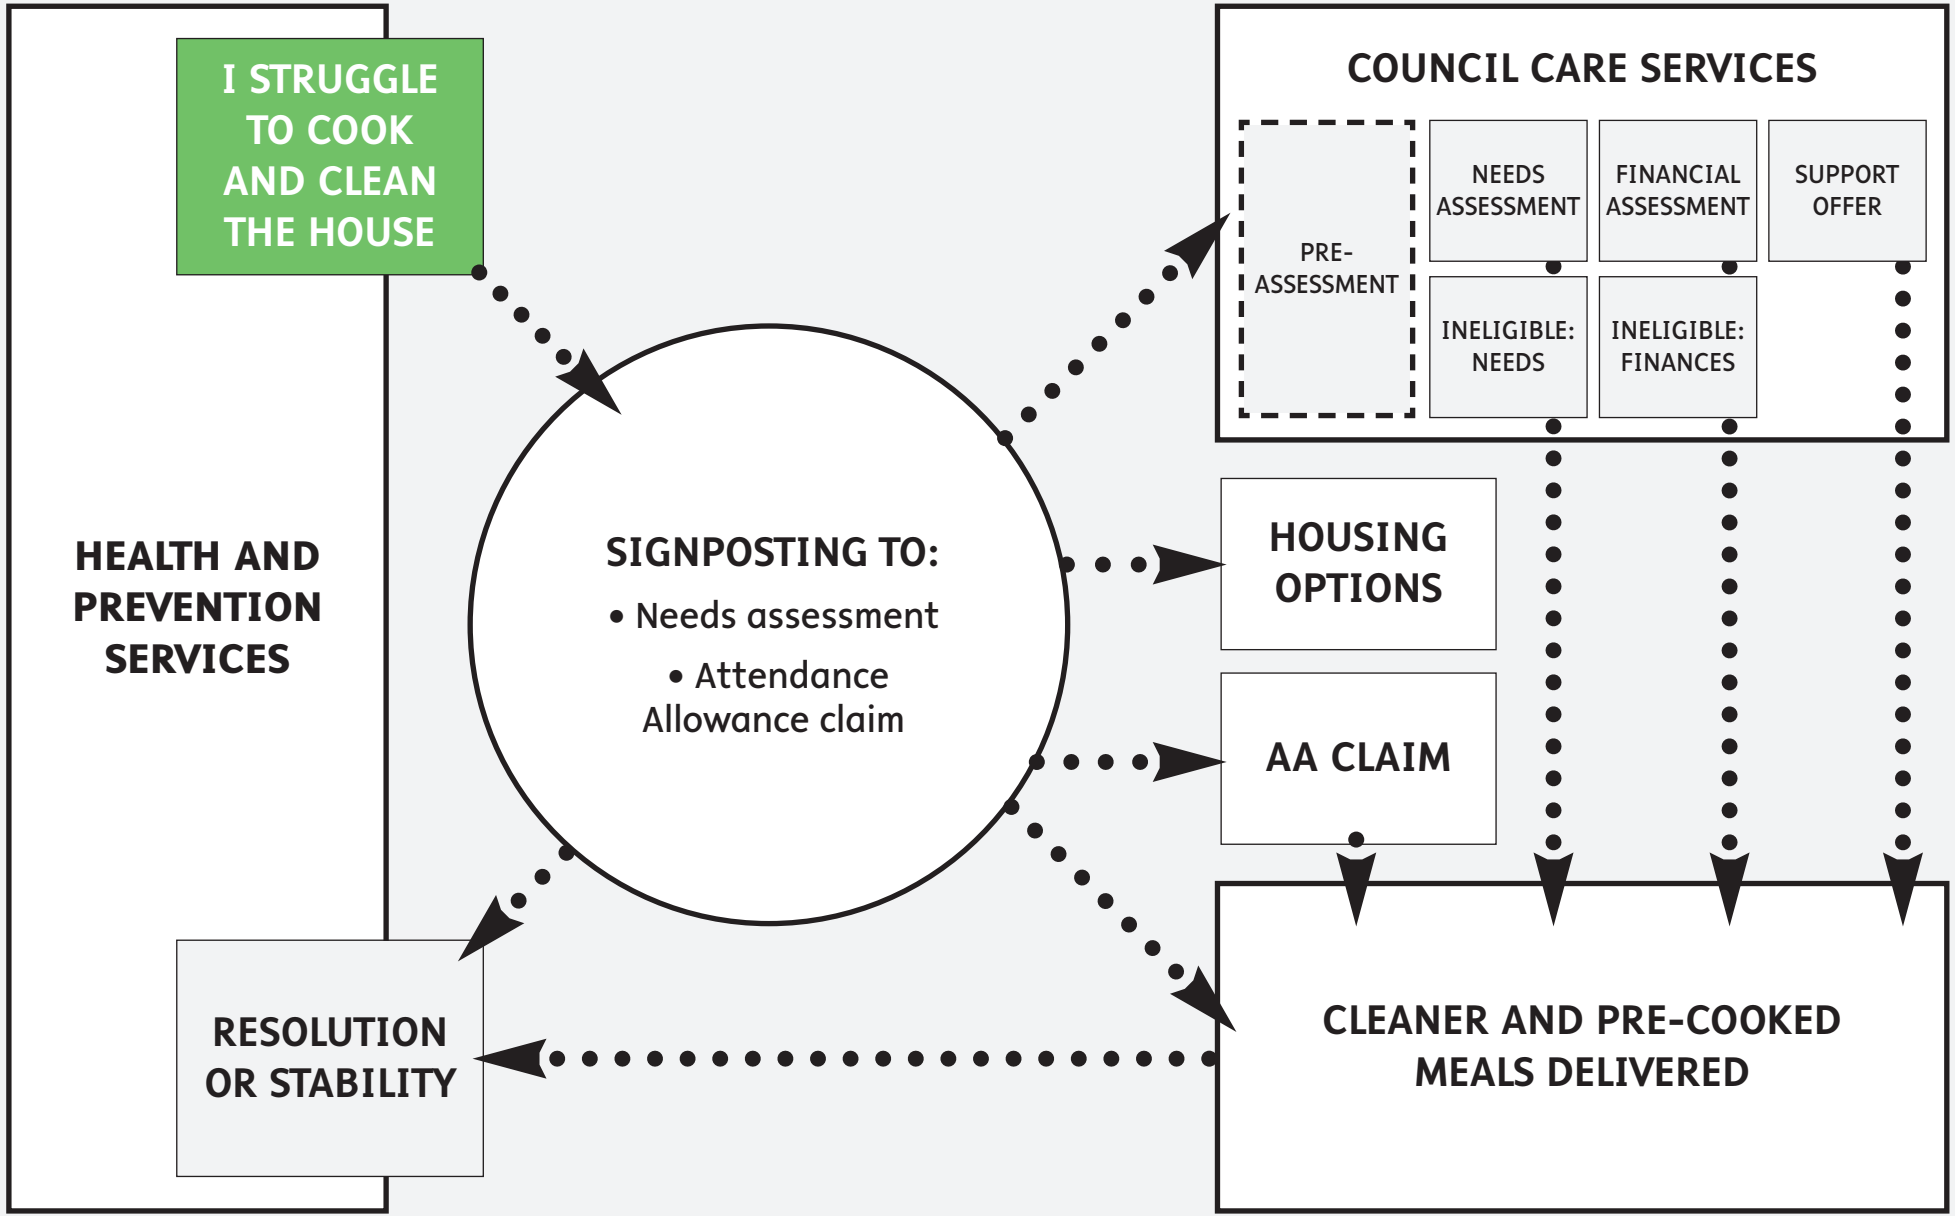 I STRUGGLE
TO COOK
AND CLEAN
THE HOUSE
HEALTH AND
PREVENTION
SERVICES
RESOLUTION
OR STABILITY
SIGNPOSTING TO:
• Needs assessment
• Attendance
Allowance claim
COUNCIL CARE SERVICES
PRE-
ASSESSMENT
NEEDS
ASSESSMENT
FINANCIAL
ASSESSMENT
SUPPORT
OFFER
INELIGIBLE:
NEEDS
INELIGIBLE:
FINANCES
HOUSING
OPTIONS
AA CLAIM
CLEANER AND PRE-COOKED
MEALS DELIVERED